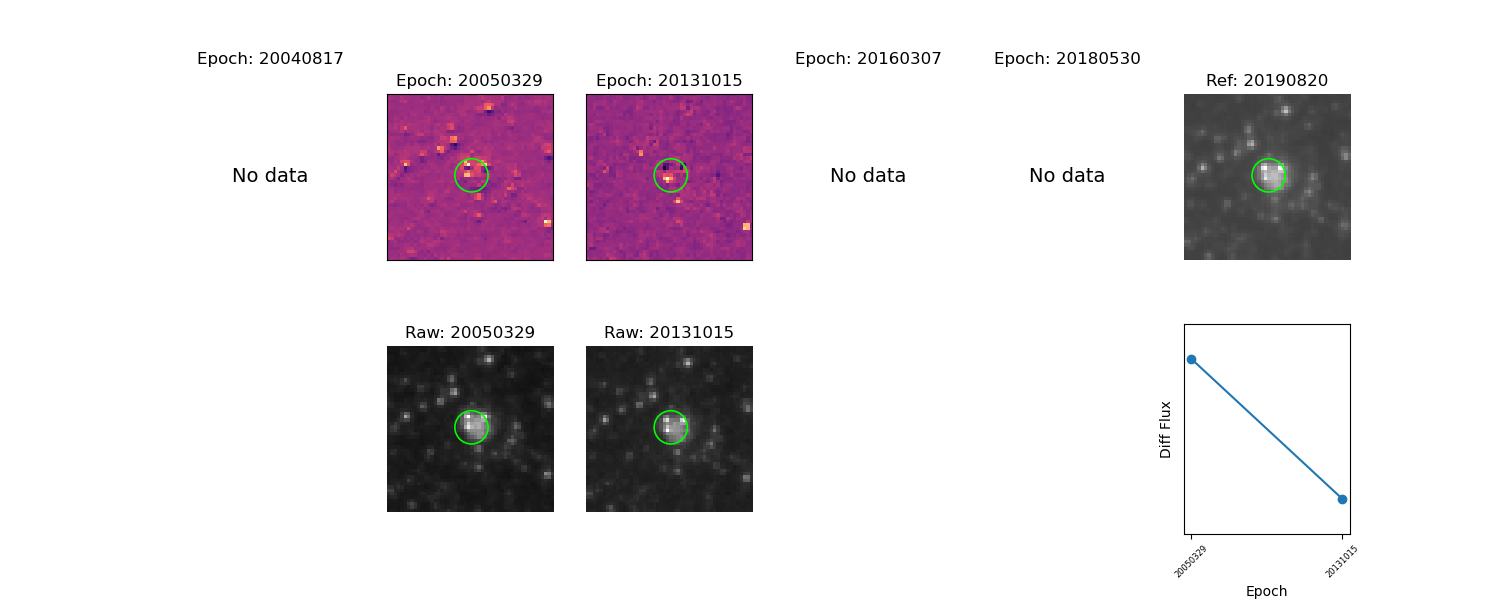 Epoch: 20040817
Epoch: 20050329
Epoch: 20131015
Epoch: 20160307
Epoch: 20180530
Ref: 20190820
No data
No data
No data
Raw: 20050329
Raw: 20131015
Diff Flux
20050329
20131015
Epoch